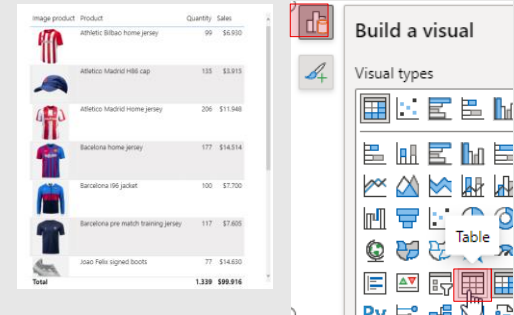 Image product Product Quantity Sales
Athletic Bilbao home jersey 99 $6.930
Atletico Madrid H86 cap 135 $3.915
Atletico Madrid Home jersey 206 $11.948
Bacelona home jersey 177 $14.514
Barcelona I96 jacket 100 $7.700
Barcelona pre match training jersey 117 $7.605
Joao Felix signed boots 77 $14.630
Total 1.339 $99.916
Build a visual
Visual types
Table
Py